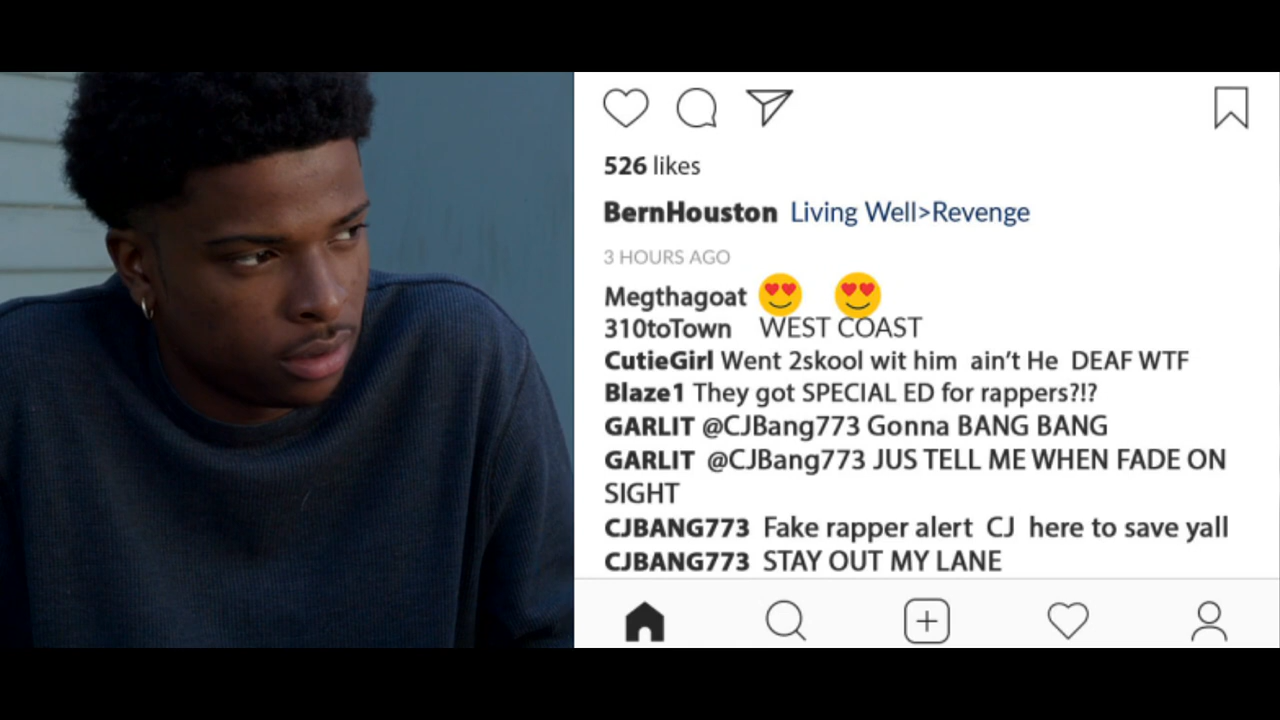 526 likes
BernHouston Living Well>Revenge
3 HOURS AGO
Megthagoat 😍 😍
310toTown WEST COAST
CutieGirl Went 2skool wit him ain't He DEAF WTF
Blaze1 They got SPECIAL ED for rappers?!?
GARLIT @CJBang773 Gonna BANG BANG
GARLIT @CJBang773 JUS TELL ME WHEN FADE ON
SIGHT
CJBANG773 Fake rapper alert CJ here to save yall
CJBANG773 STAY OUT MY LANE